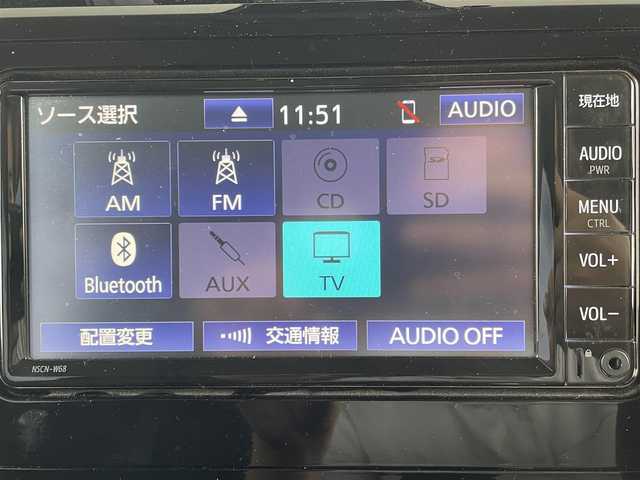 ソース選択 11:51 AUDIO
AM FM CD SD
Bluetooth AUX TV
配置変更 交通情報 AUDIO OFF
NSCN-W68
現在地
AUDIO
PWR
MENU
CTRL
VOL+
VOL−